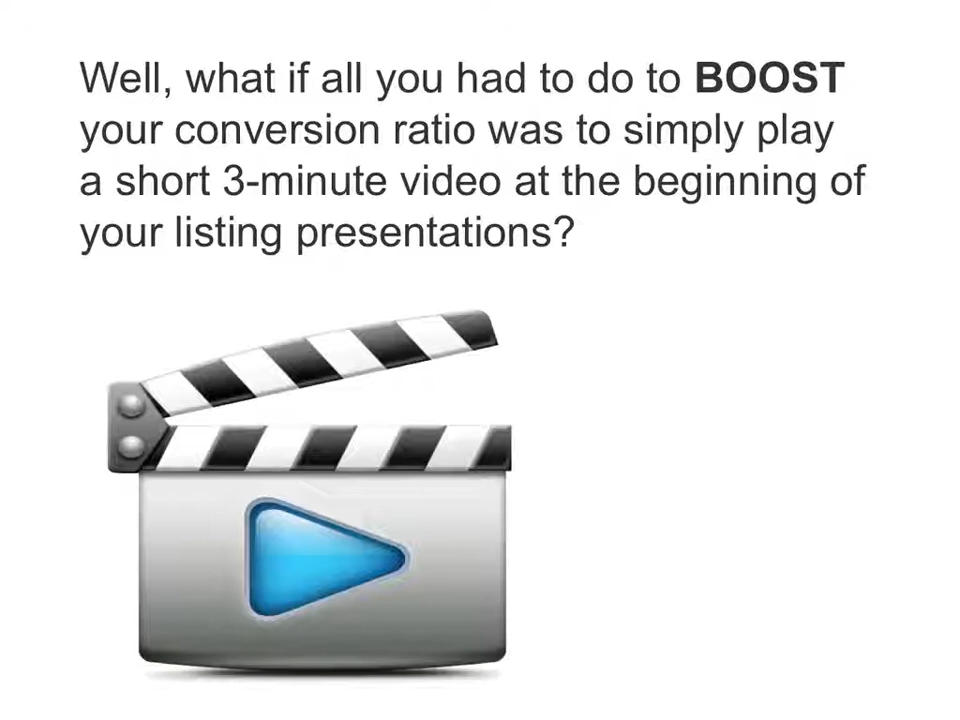 Well, what if all you had to do to BOOST
your conversion ratio was to simply play
a short 3-minute video at the beginning of
your listing presentations?